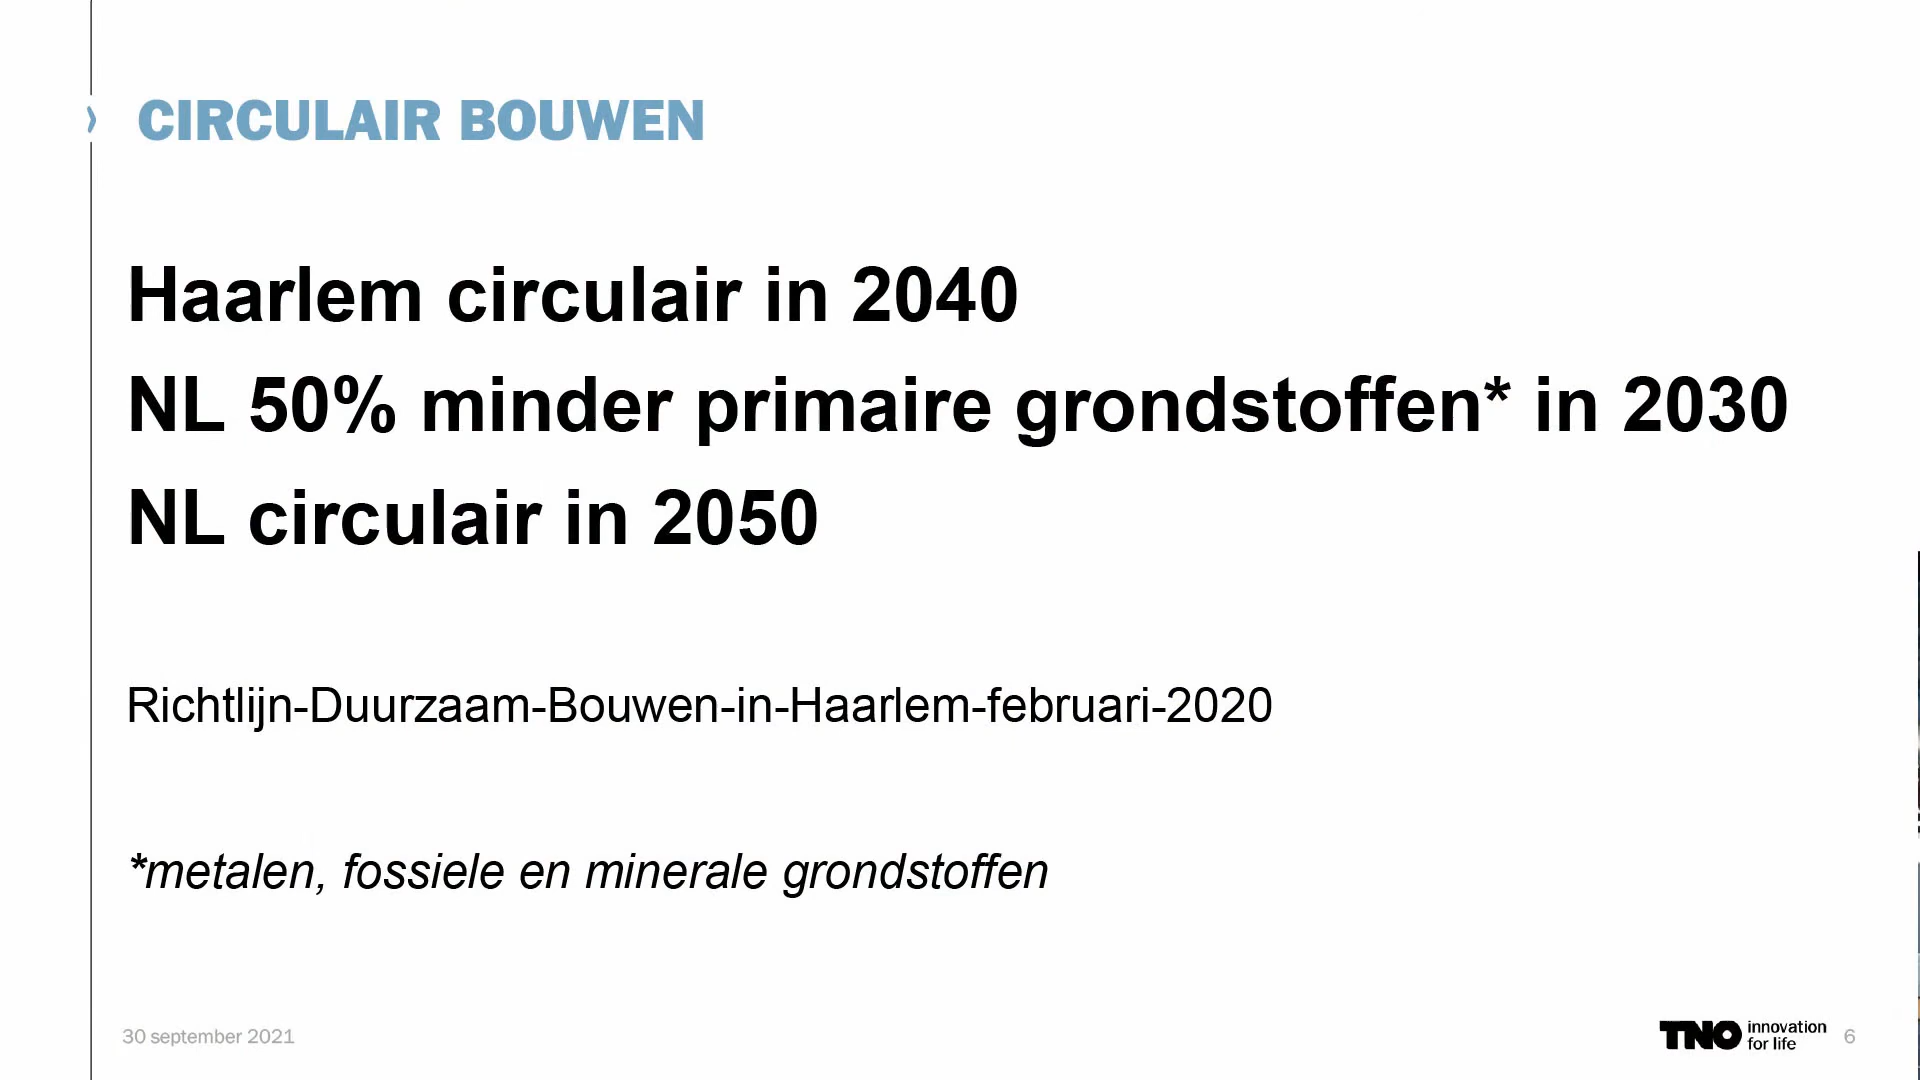 CIRCULAIR BOUWEN
Haarlem circulair in 2040
NL 50% minder primaire grondstoffen* in 2030
NL circulair in 2050
Richtlijn-Duurzaam-Bouwen-in-Haarlem-februari-2020
*metalen, fossiele en minerale grondstoffen
30 september 2021
TNO innovation
for life
6